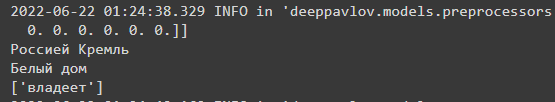 2022-06-22 01:24:38.329 INFO in 'deeppavlov.models.preprocessors
0. 0. 0. 0. 0. 0.]]
Россией Кремль
Белый дом
['владеет']